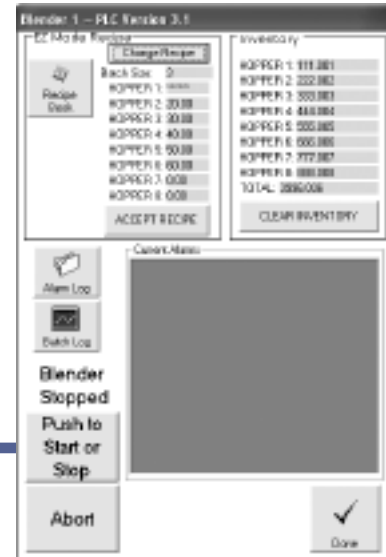 Blender 1 - PLC Version 3.1
EZ Mode Recipe
Change Recipe
Recipe
Book
HOPPER 1:
HOPPER 2: 20.00
HOPPER 3: 30.00
HOPPER 4: 40.00
HOPPER 5: 50.00
HOPPER 6: 60.00
HOPPER 7: 0.00
HOPPER 8: 0.00
ACCEPT RECIPE
Inventory
HOPPER 1: 111.001
HOPPER 2: 222.002
HOPPER 3: 333.003
HOPPER 4: 444.004
HOPPER 5: 555.005
HOPPER 6: 666.006
HOPPER 7: 777.007
HOPPER 8: 888.008
TOTAL:
CLEAR INVENTORY
Current Alarms
Alarm Log
Batch Log
Blender
Stopped
Push to
Start or
Stop
Abort
Done